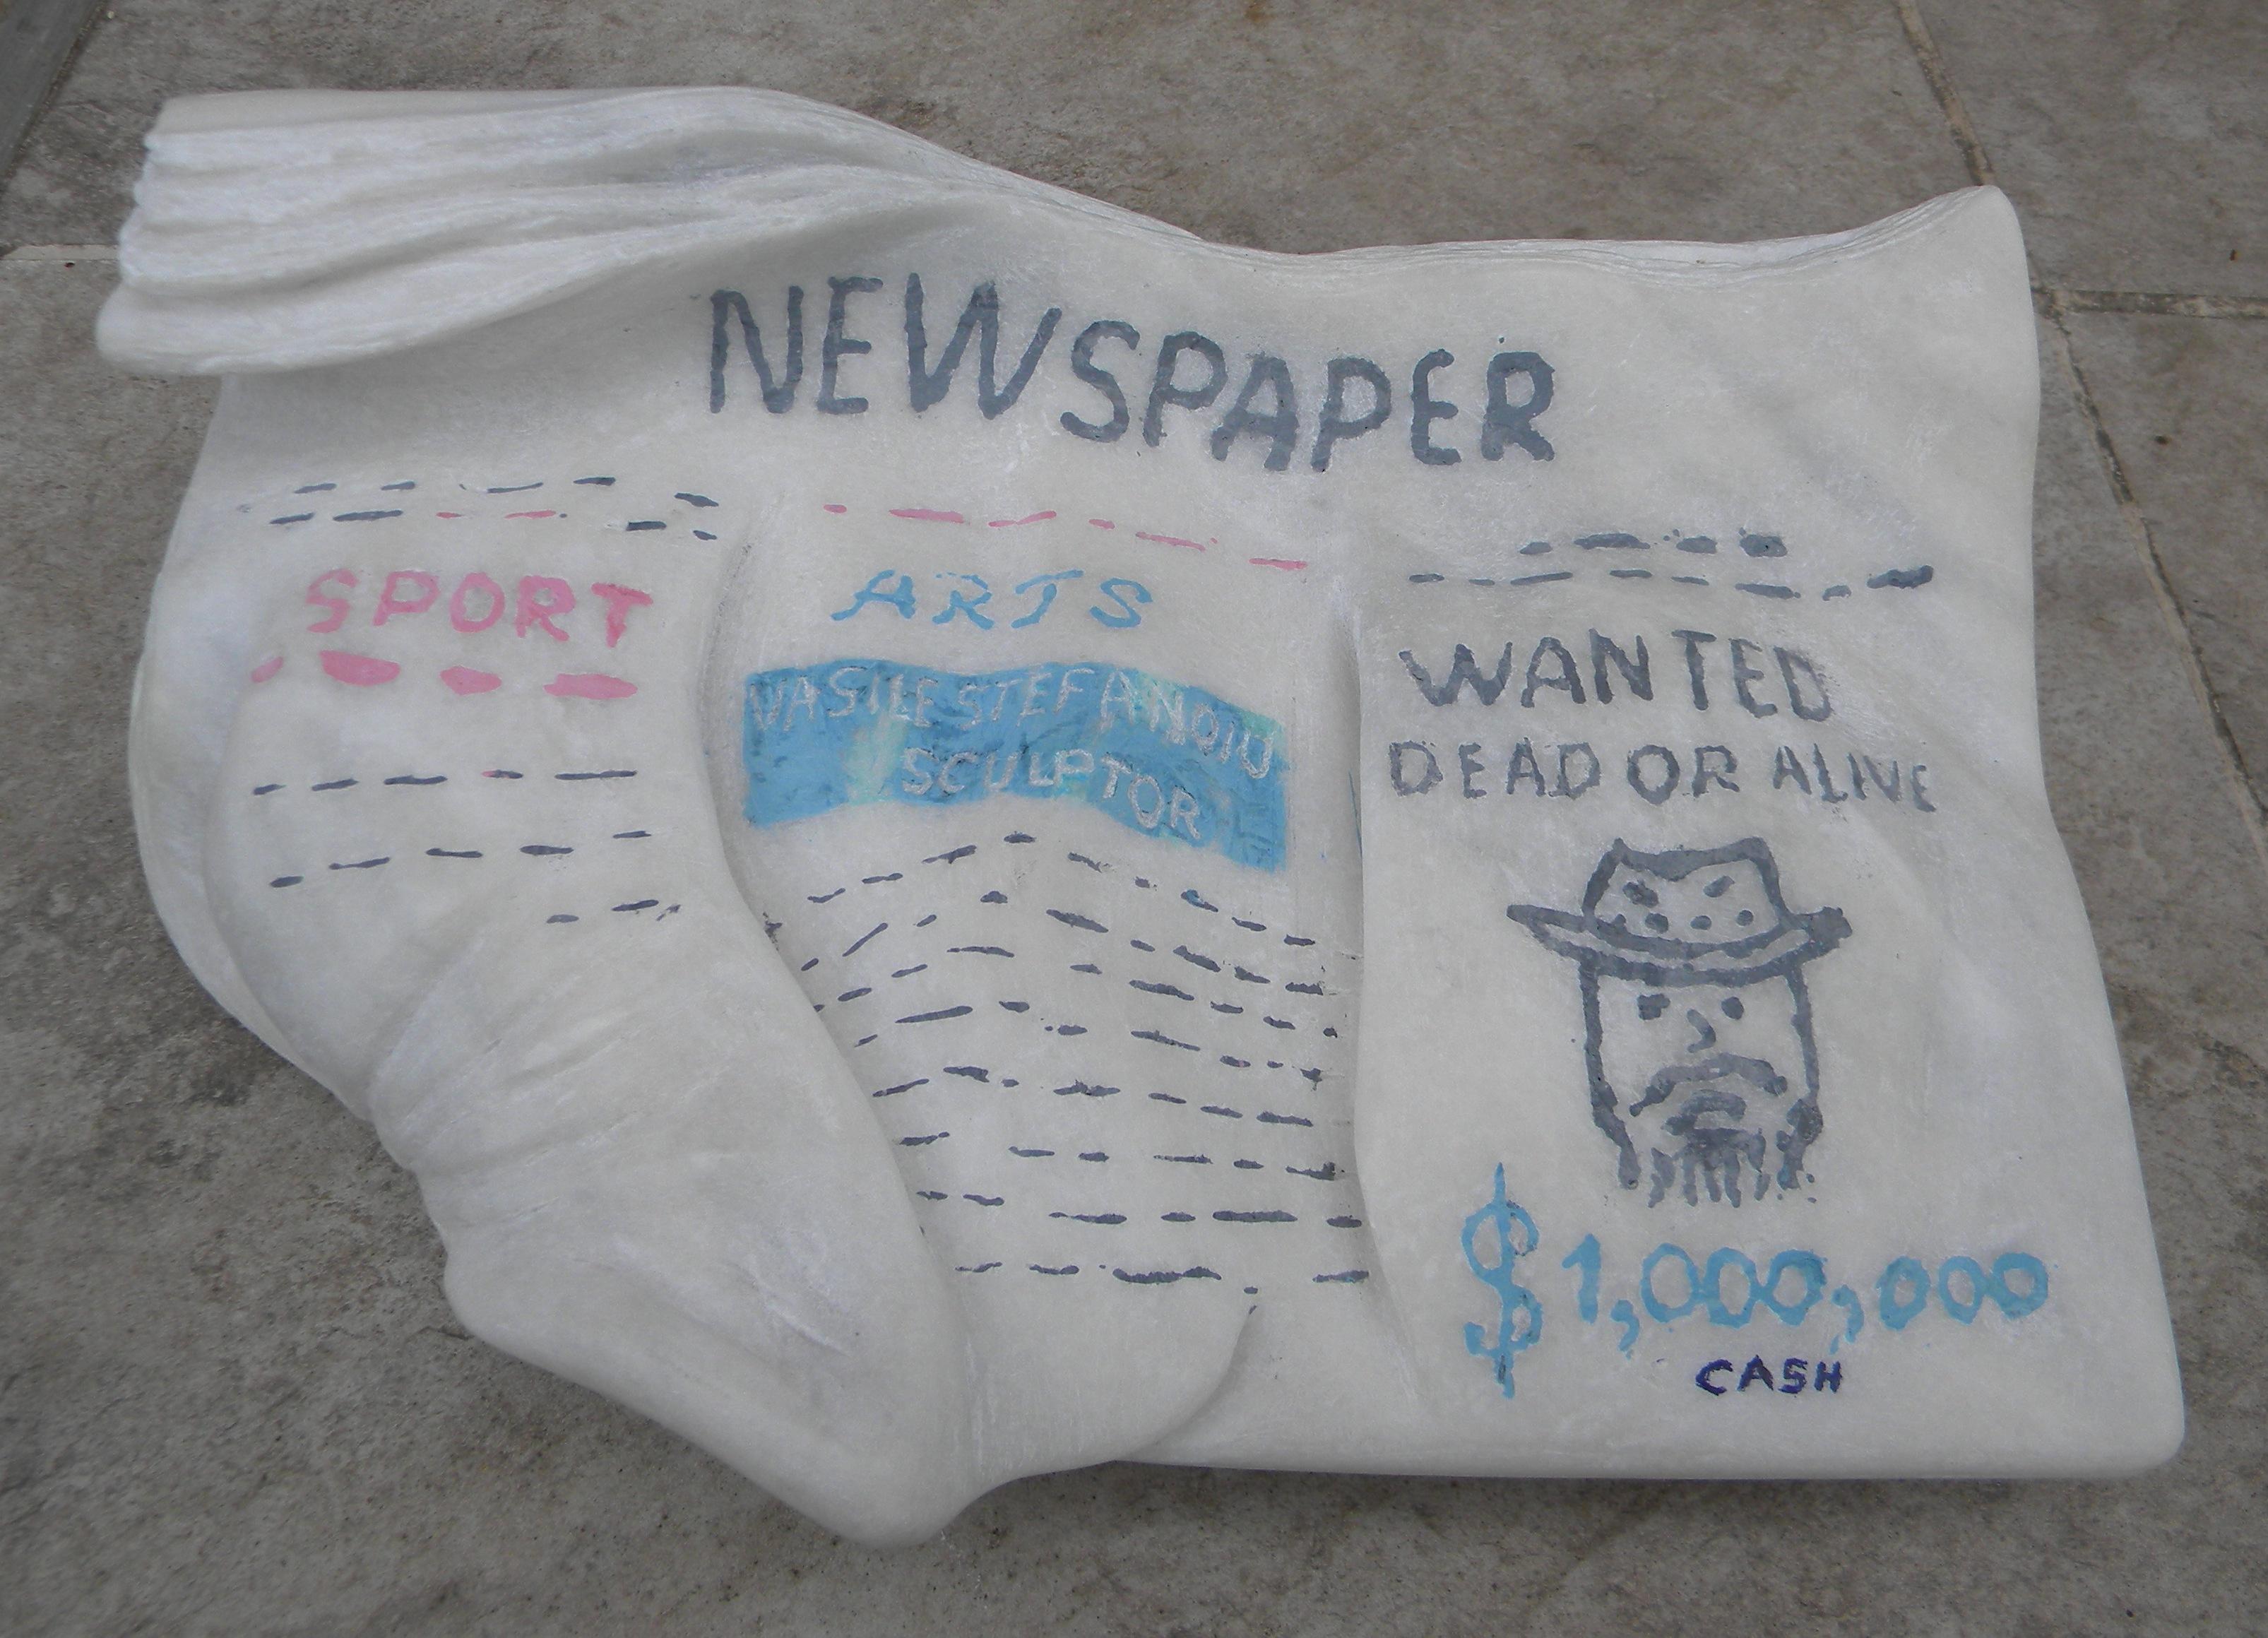 NEWSPAPER
SPORT
ARTS
VASILE STEFANOIU
SCULPTOR
WANTED
DEAD OR ALIVE
$1,000,000
CASH